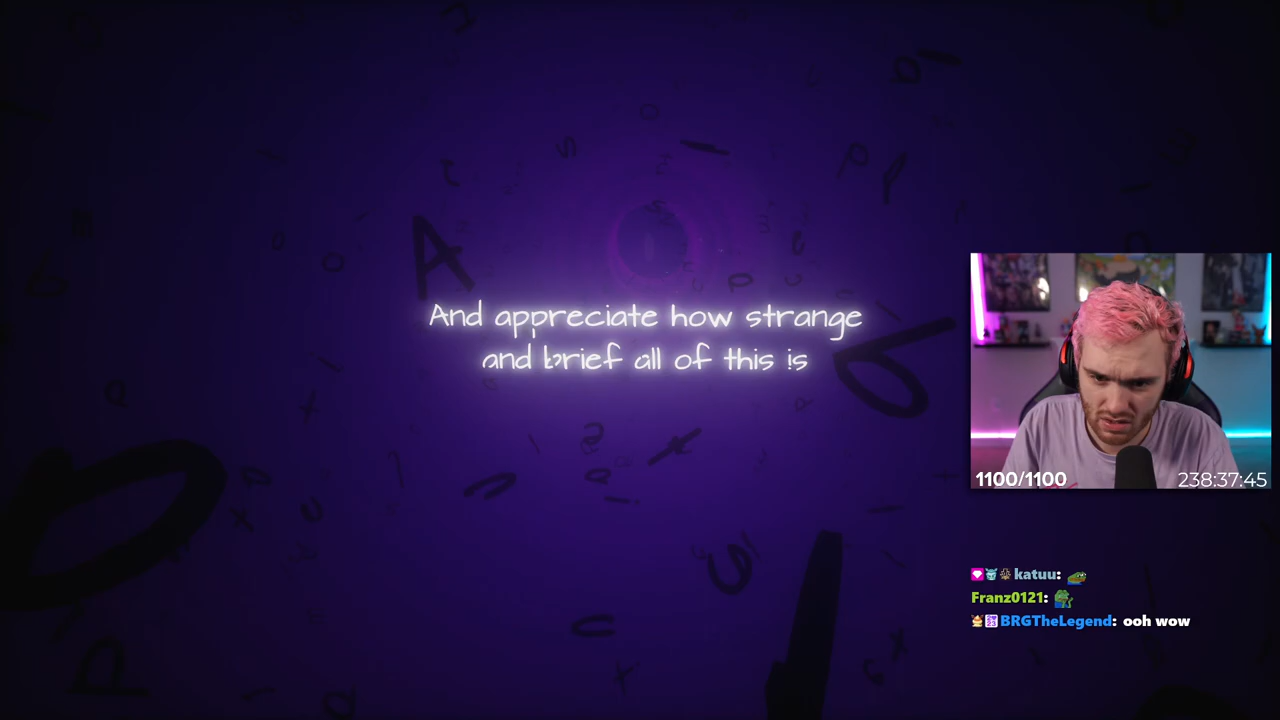 And appreciate how strange
and brief all of this is
1100/1100
238:37:45
katuu:
Franz0121:
BRGTheLegend: ooh wow